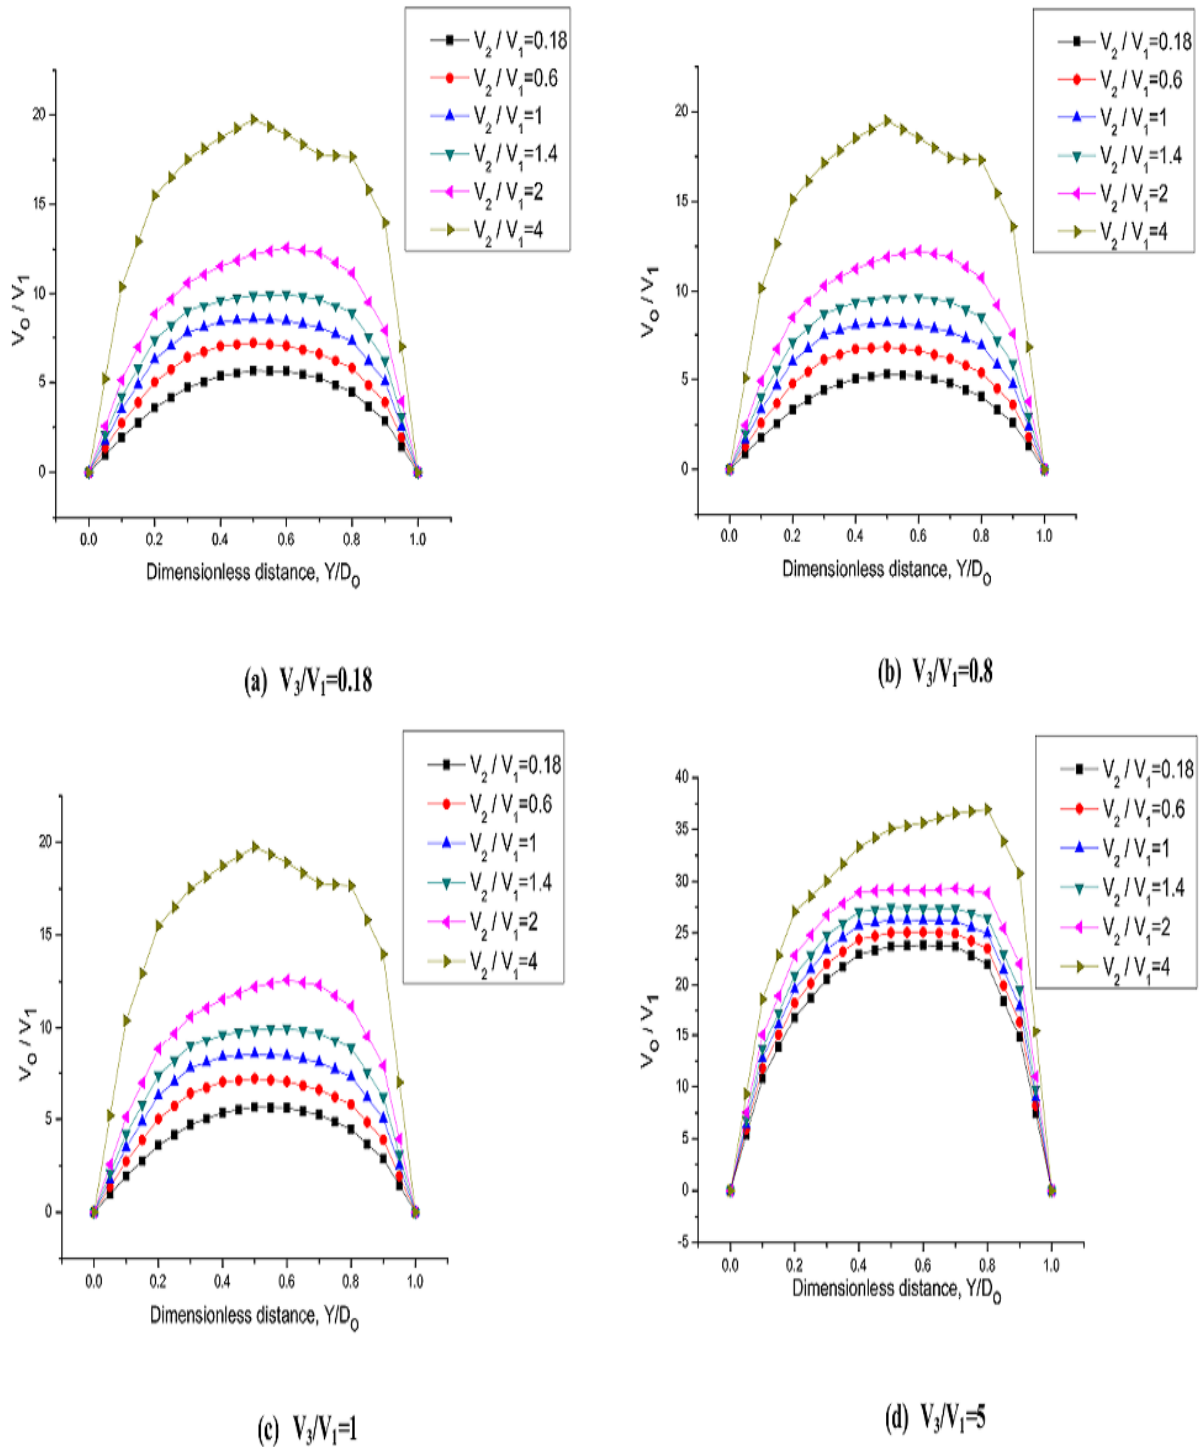 V2 / V1=0.18
V2 / V1=0.6
V2 / V1=1
V2 / V1=1.4
V2 / V1=2
V2 / V1=4
20
15
10
5
0
VO / V1
0.0 0.2 0.4 0.6 0.8 1.0
Dimensionless distance, Y/DO
(a) V3/V1=0.18
V2 / V1=0.18
V2 / V1=0.6
V2 / V1=1
V2 / V1=1.4
V2 / V1=2
V2 / V1=4
20
15
10
5
0
VO / V1
0.0 0.2 0.4 0.6 0.8 1.0
Dimensionless distance, Y/DO
(b) V3/V1=0.8
V2 / V1=0.18
V2 / V1=0.6
V2 / V1=1
V2 / V1=1.4
V2 / V1=2
V2 / V1=4
20
15
10
5
0
VO / V1
0.0 0.2 0.4 0.6 0.8 1.0
Dimensionless distance, Y/DO
(c) V3/V1=1
V2 / V1=0.18
V2 / V1=0.6
V2 / V1=1
V2 / V1=1.4
V2 / V1=2
V2 / V1=4
40
35
30
25
20
15
10
5
0
-5
VO / V1
0.0 0.2 0.4 0.6 0.8 1.0
Dimensionless distance, Y/DO
(d) V3/V1=5